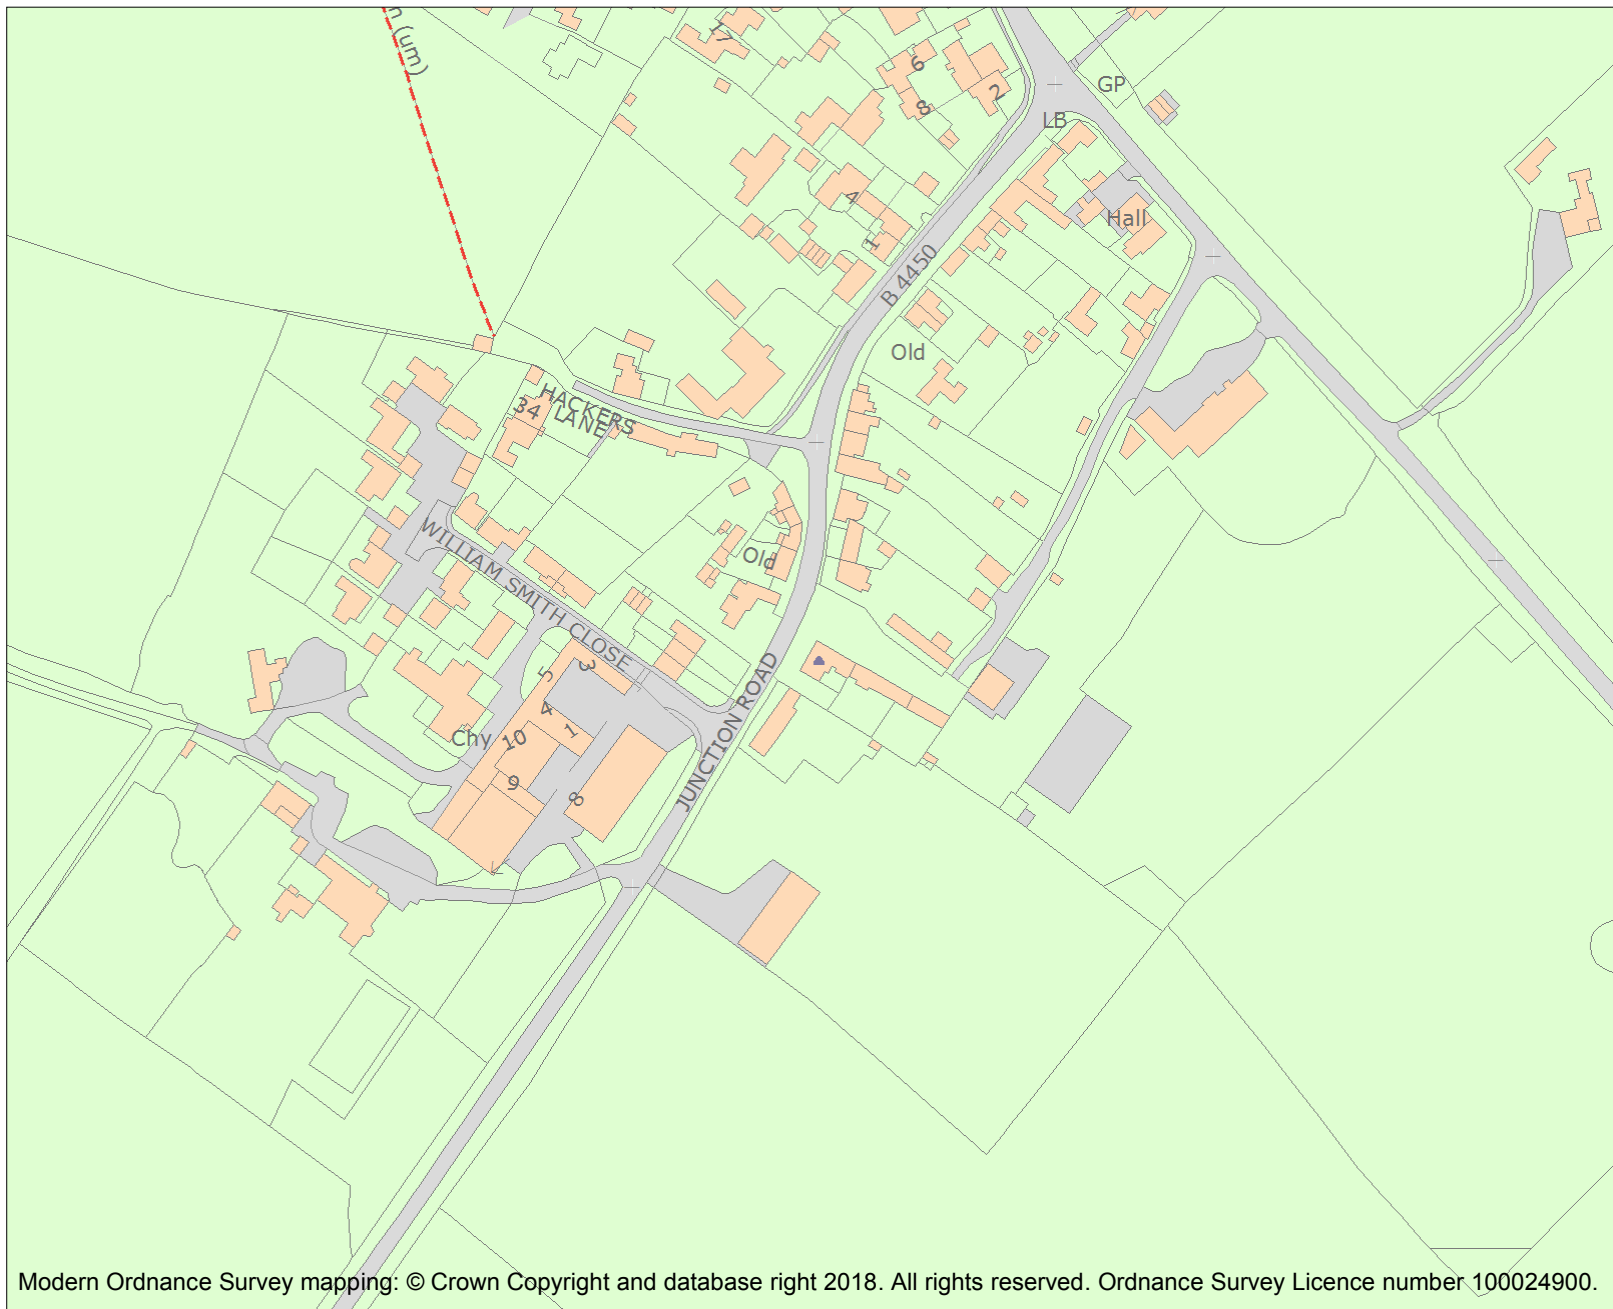 n (um)
17
6
8
2
GP
LB
4
1
Hall
B 4450
Old
HACKERS
LANE
34
WILLIAM SMITH CLOSE
Old
3
5
4
1
10
Chy
9
8
JUNCTION ROAD
Modern Ordnance Survey mapping: © Crown Copyright and database right 2018. All rights reserved. Ordnance Survey Licence number 100024900.